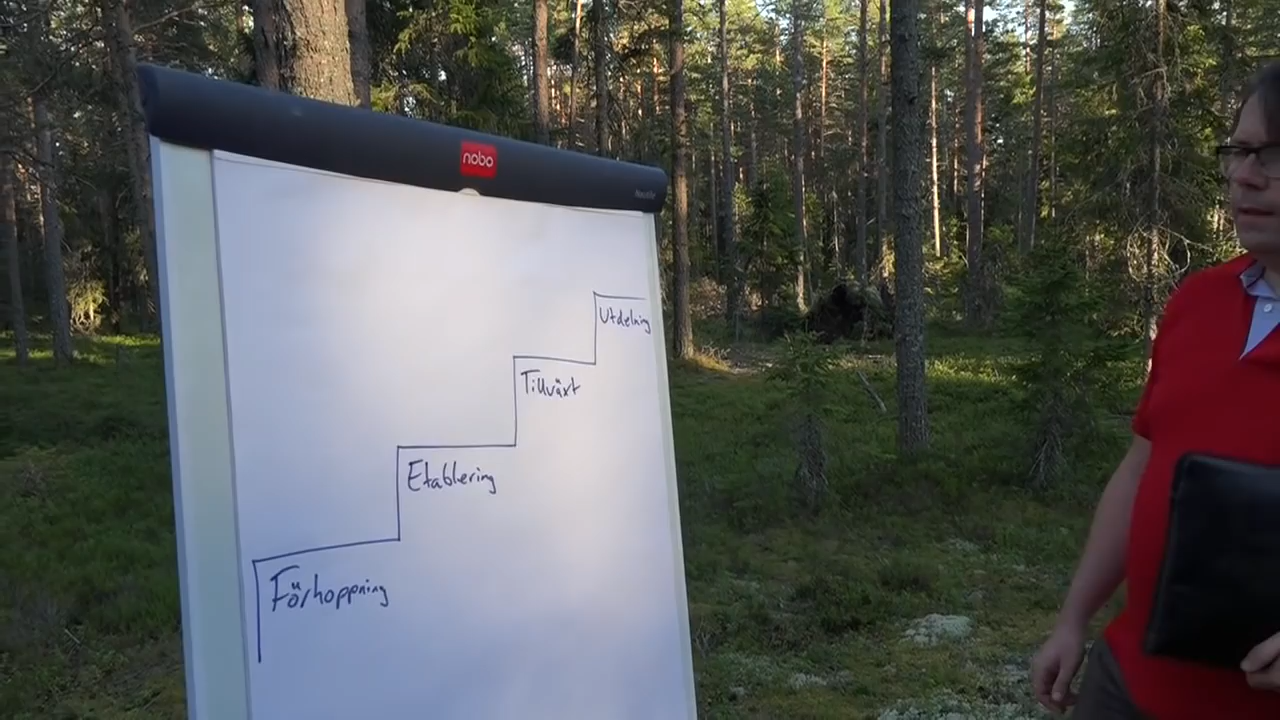 nobo
Utdelning
Tillväxt
Etablering
Förhoppning